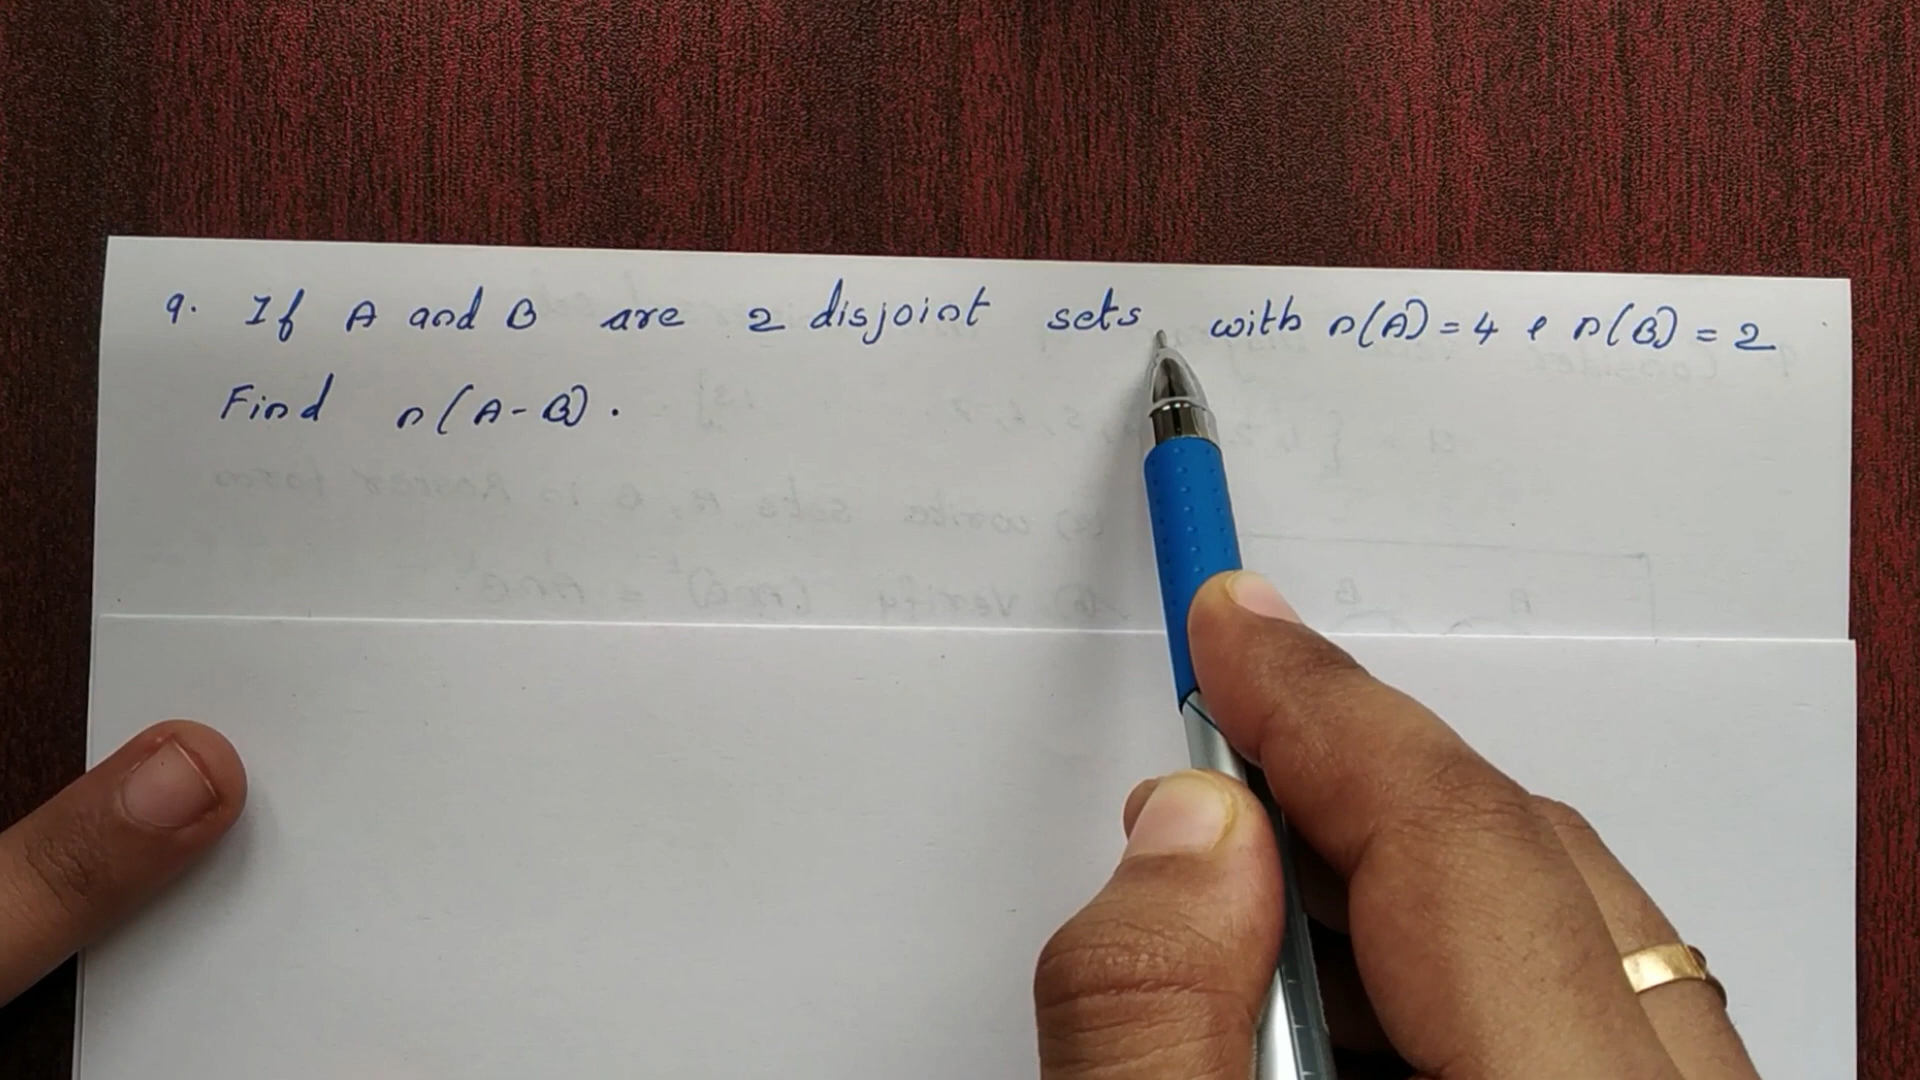 9. If A and B are 2 disjoint sets, with n(A) = 4 & n(B) = 2
Find n(A-B).